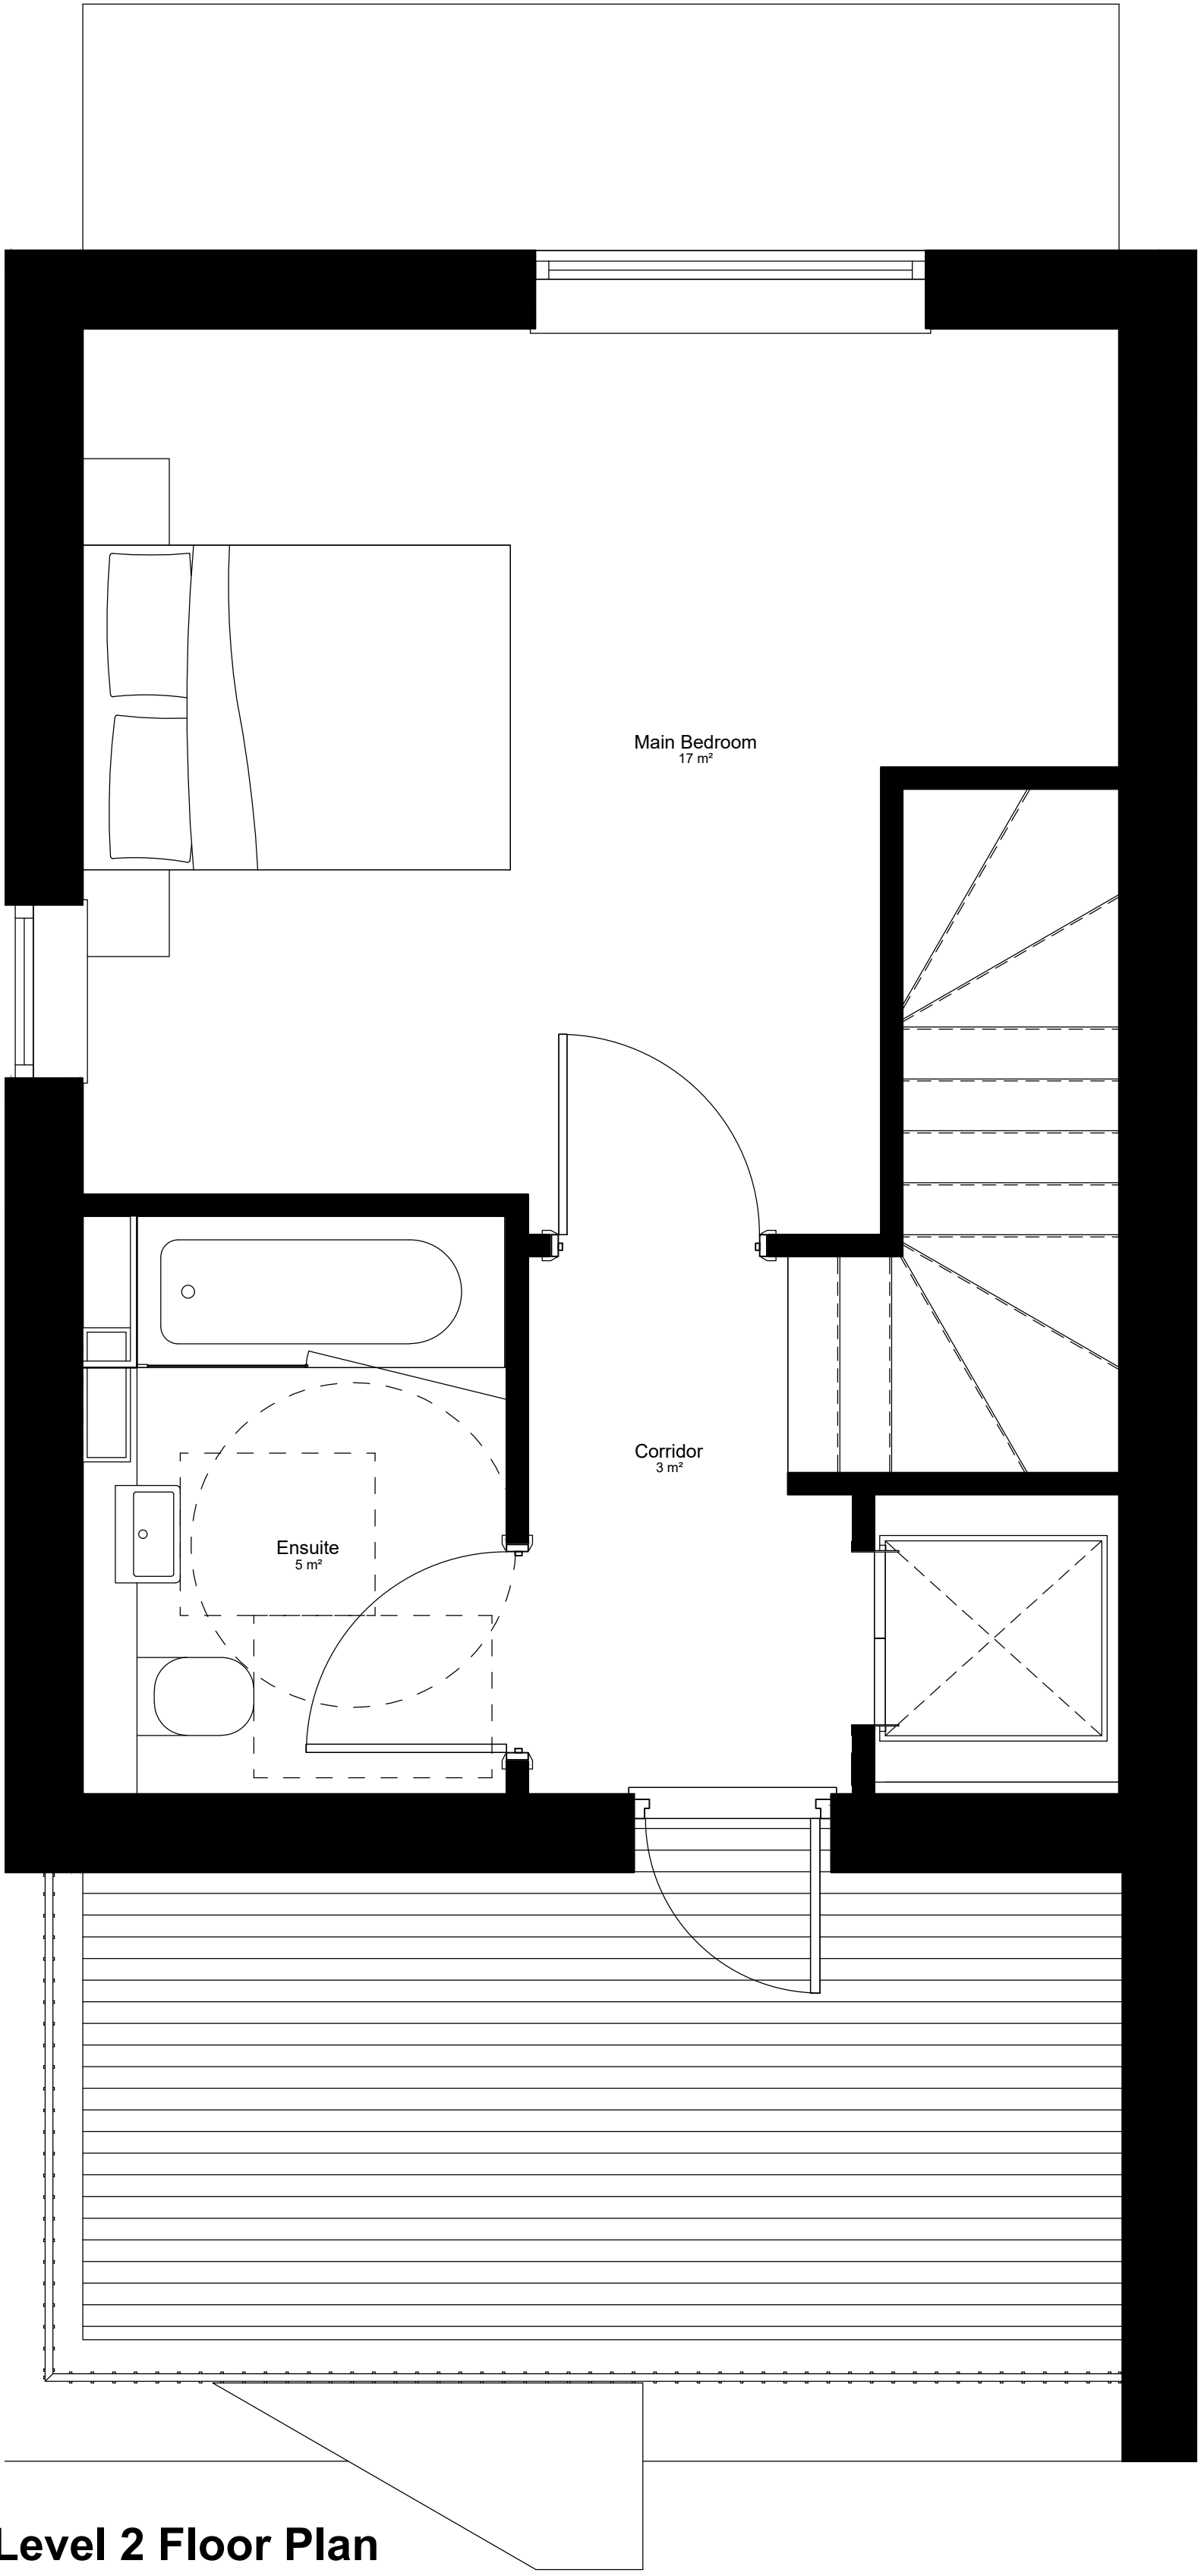 Main Bedroom
17 m²
Corridor
3 m²
Ensuite
5 m²
Level 2 Floor Plan